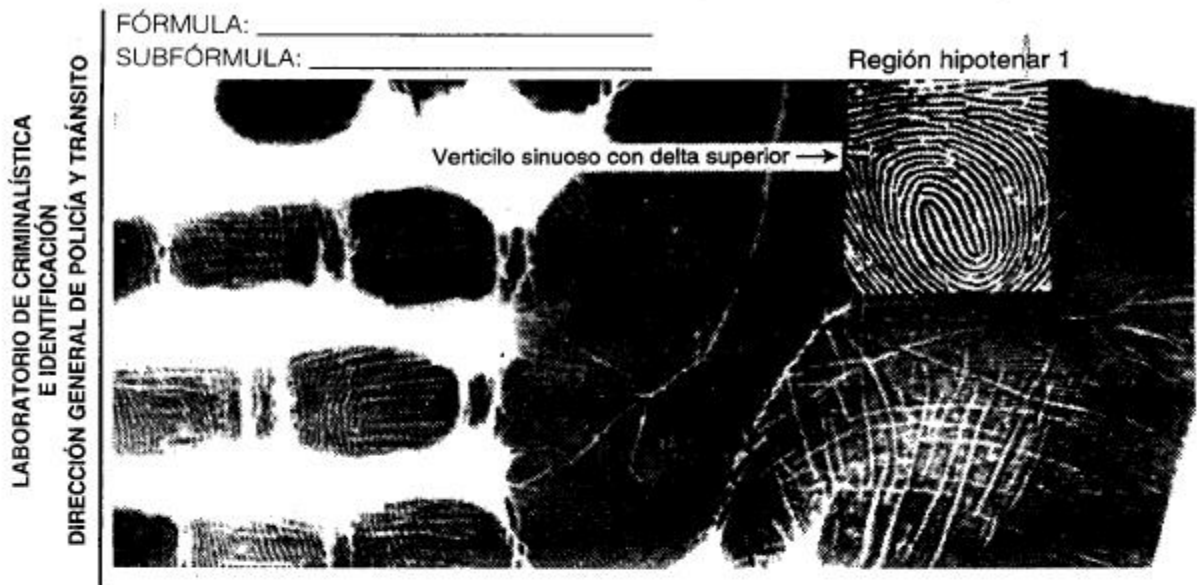 LABORATORIO DE CRIMINALÍSTICA
E IDENTIFICACIÓN
DIRECCIÓN GENERAL DE POLICÍA Y TRÁNSITO
FÓRMULA:
SUBFÓRMULA:
Región hipotenar 1
Verticilo sinuoso con delta superior